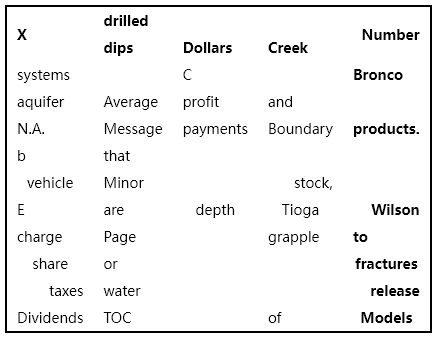 X drilled dips Dollars Creek Number
systems C Bronco
aquifer Average profit and
N.A. Message payments Boundary products.
b that
vehicle Minor stock,
E are depth Tioga Wilson
charge Page grapple to
share or fractures
taxes water release
Dividends TOC of Models